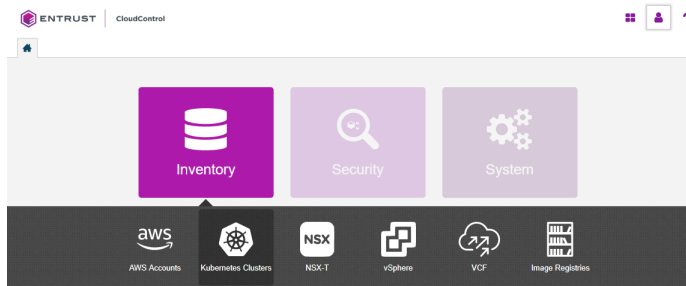 ENTRUST CloudControl
Inventory Security System
aws NSX
AWS Accounts Kubernetes Clusters NSX-T vSphere VCF Image Registries